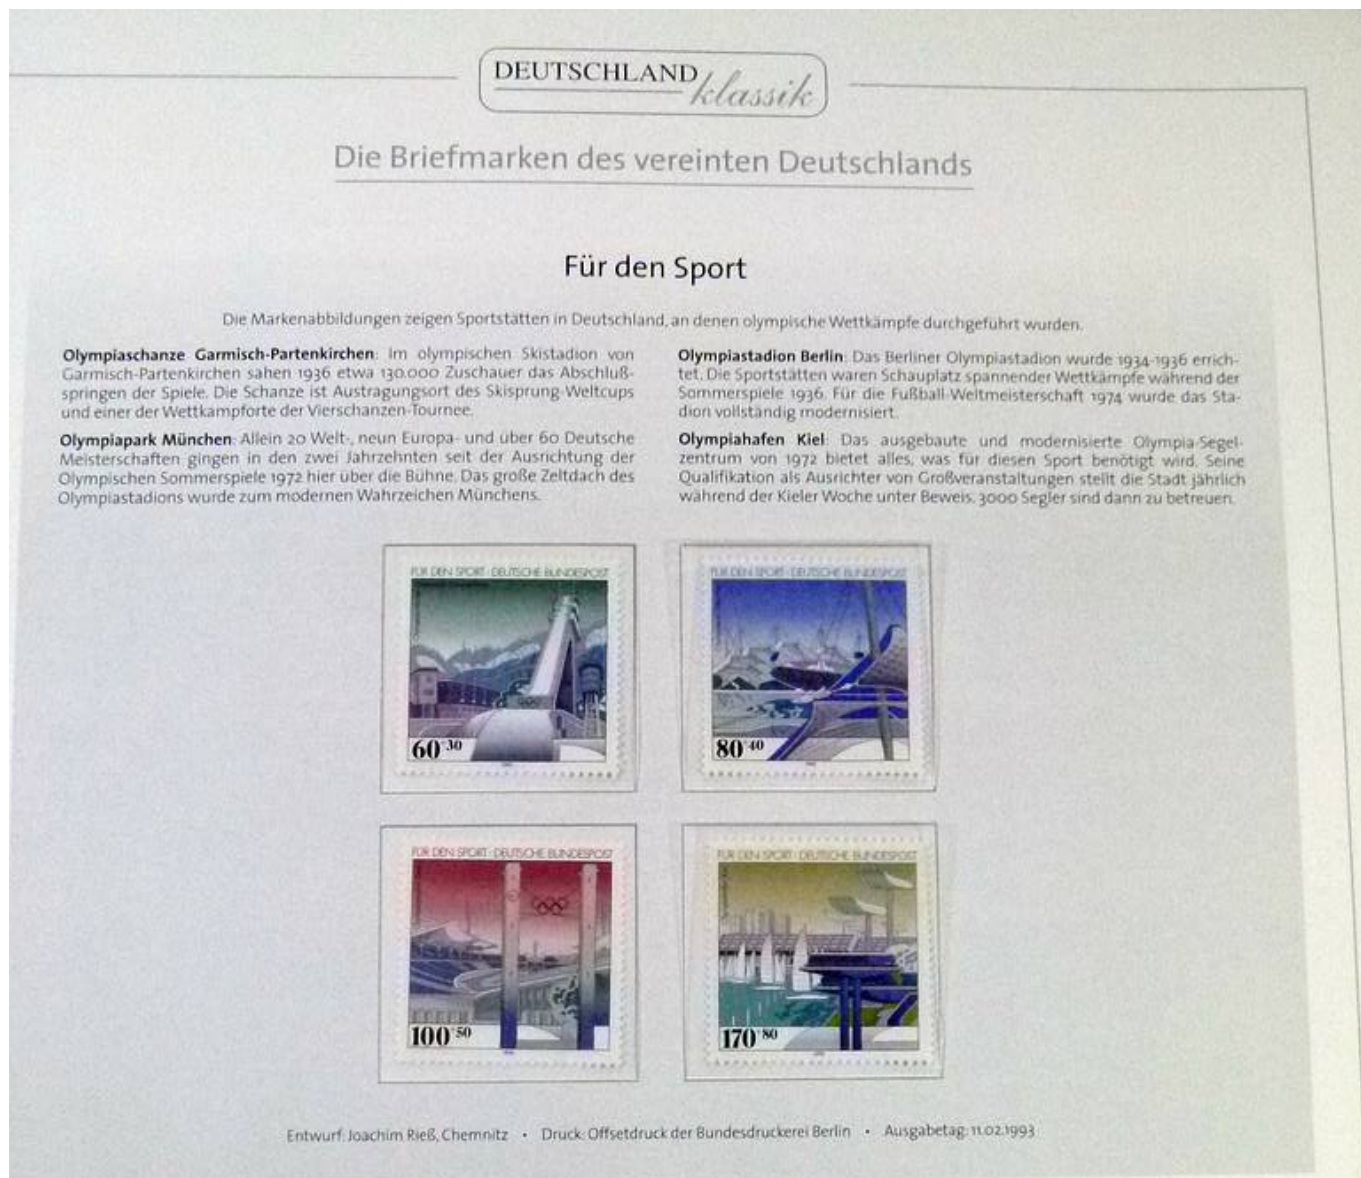 DEUTSCHLAND
klassik
Die Briefmarken des vereinten Deutschlands
Für den Sport
Die Markenabbildungen zeigen Sportstätten in Deutschland, an denen olympische Wettkämpfe durchgeführt wurden.
Olympiaschanze Garmisch-Partenkirchen: Im olympischen Skistadion von
Garmisch-Partenkirchen sahen 1936 etwa 130.000 Zuschauer das Abschluß-
springen der Spiele. Die Schanze ist Austragungsort des Skisprung-Weltcups
und einer der Wettkampforte der Vierschanzen-Tournee.
Olympiapark München: Allein 20 Welt-, neun Europa- und über 60 Deutsche
Meisterschaften gingen in den zwei Jahrzehnten seit der Ausrichtung der
Olympischen Sommerspiele 1972 hier über die Bühne. Das große Zeltdach des
Olympiastadions wurde zum modernen Wahrzeichen Münchens.
Olympiastadion Berlin: Das Berliner Olympiastadion wurde 1934-1936 errich-
tet. Die Sportstätten waren Schauplatz spannender Wettkämpfe während der
Sommerspiele 1936. Für die Fußball-Weltmeisterschaft 1974 wurde das Sta-
dion vollständig modernisiert.
Olympiahafen Kiel: Das ausgebaute und modernisierte Olympia-Segel-
zentrum von 1972 bietet alles, was für diesen Sport benötigt wird. Seine
Qualifikation als Ausrichter von Großveranstaltungen stellt die Stadt jährlich
während der Kieler Woche unter Beweis. 3000 Segler sind dann zu betreuen.
FÜR DEN SPORT · DEUTSCHE BUNDESPOST
60+30
FÜR DEN SPORT · DEUTSCHE BUNDESPOST
80+40
FÜR DEN SPORT · DEUTSCHE BUNDESPOST
100+50
FÜR DEN SPORT · DEUTSCHE BUNDESPOST
170+80
Entwurf: Joachim Rieß, Chemnitz • Druck: Offsetdruck der Bundesdruckerei Berlin • Ausgabetag: 11.02.1993